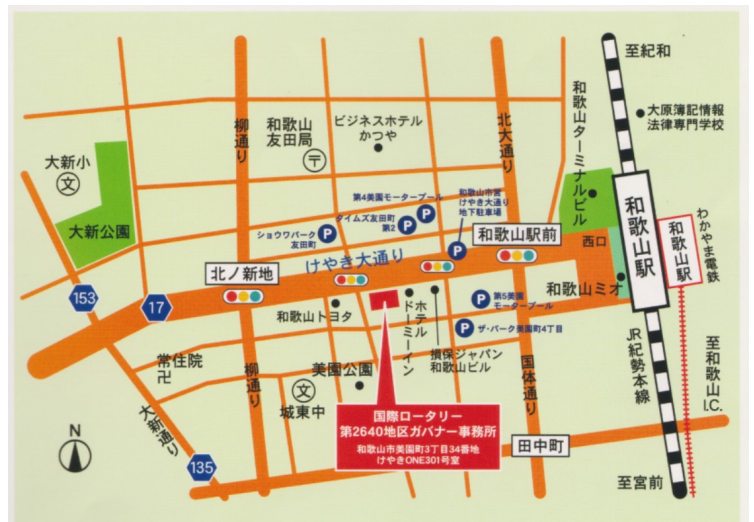 至紀和
大原簿記情報
法律専門学校
和歌山ターミナルビル
北大通り
ビジネスホテル
かつや
和歌山
友田局
柳通り
大新小
文
大新公園
第4美園モータープール
P
タイムズ友田町
第2
P
ショウワパーク
友田町
P
和歌山市営
けやき大通り
地下駐車場
P
和歌山駅前
西口
和歌山駅
和歌山駅
わかやま電鉄
けやき大通り
北ノ新地
和歌山ミオ
153
17
和歌山トヨタ
ホテル
ドーミーイン
P
第5美園
モータープール
P
ザ・パーク美園町4丁目
損保ジャパン
和歌山ビル
常住院
卍
柳通り
美園公園
文
城東中
国体通り
JR紀勢本線
至和歌山I.C.
大新通り
国際ロータリー
第2640地区ガバナー事務所
和歌山市美園町3丁目34番地
けやきONE301号室
田中町
N
135
至宮前